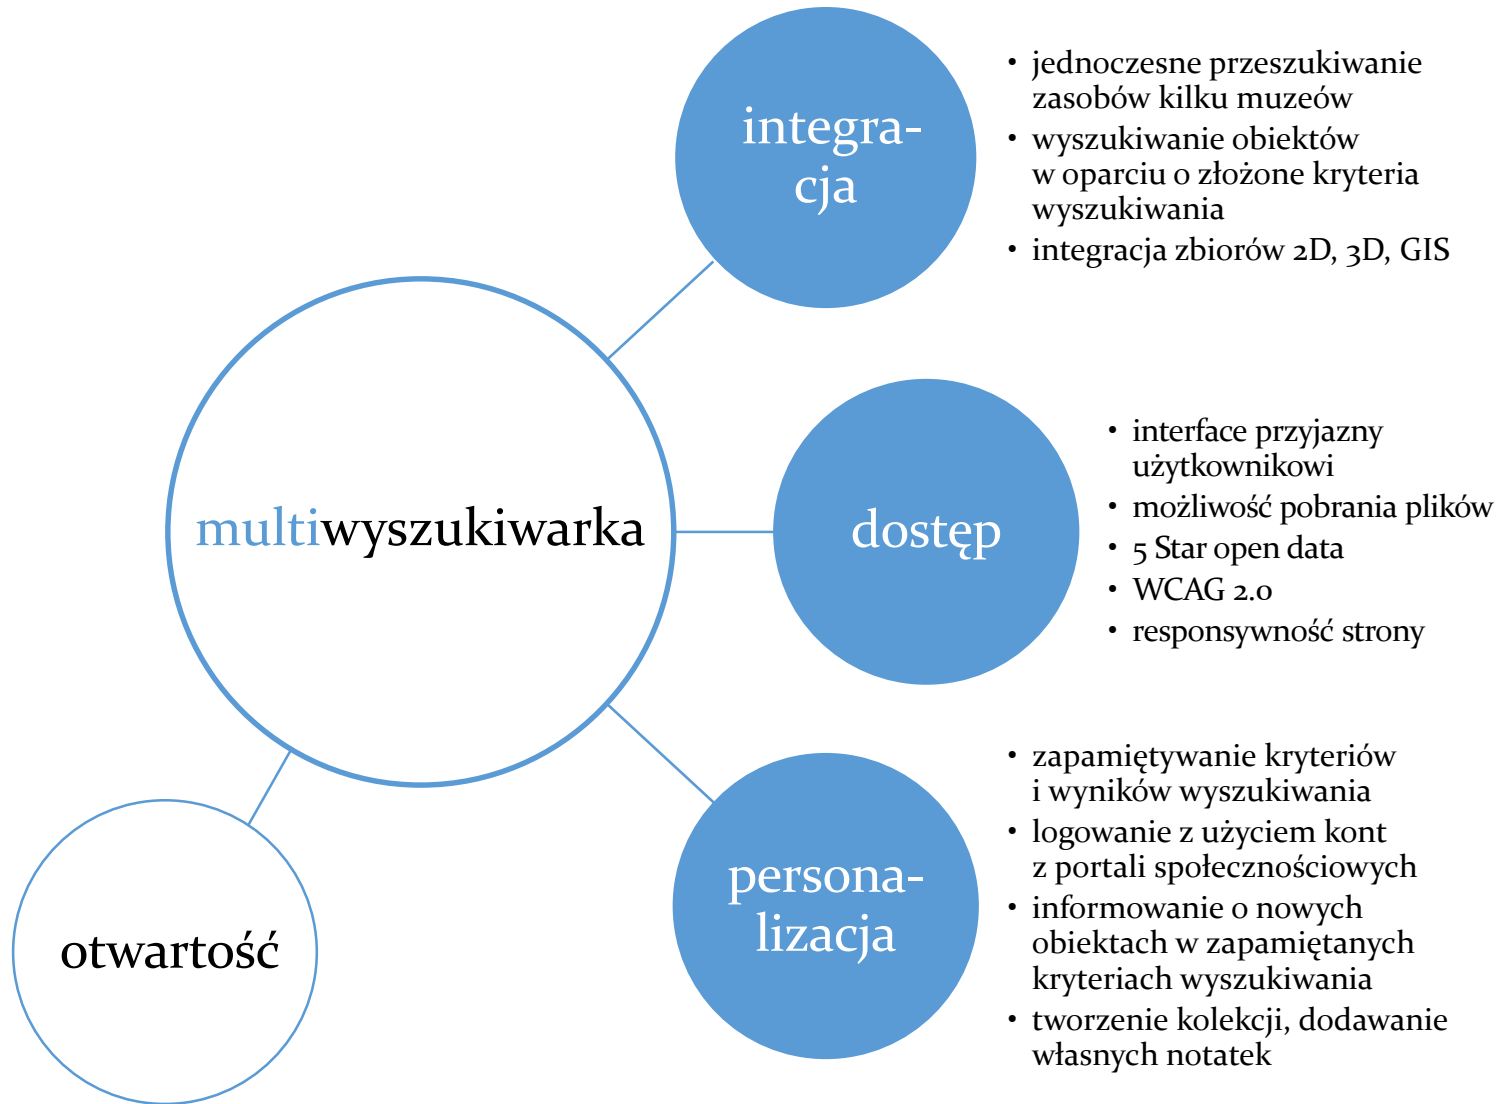 integra-
cja
• jednoczesne przeszukiwanie
zasobów kilku muzeów
• wyszukiwanie obiektów
w oparciu o złożone kryteria
wyszukiwania
• integracja zbiorów 2D, 3D, GIS
multiwyszukiwarka
dostęp
• interface przyjazny
użytkownikowi
• możliwość pobrania plików
• 5 Star open data
• WCAG 2.0
• responsywność strony
persona-
lizacja
• zapamiętywanie kryteriów
i wyników wyszukiwania
• logowanie z użyciem kont
z portali społecznościowych
• informowanie o nowych
obiektach w zapamiętanych
kryteriach wyszukiwania
• tworzenie kolekcji, dodawanie
własnych notatek
otwartość